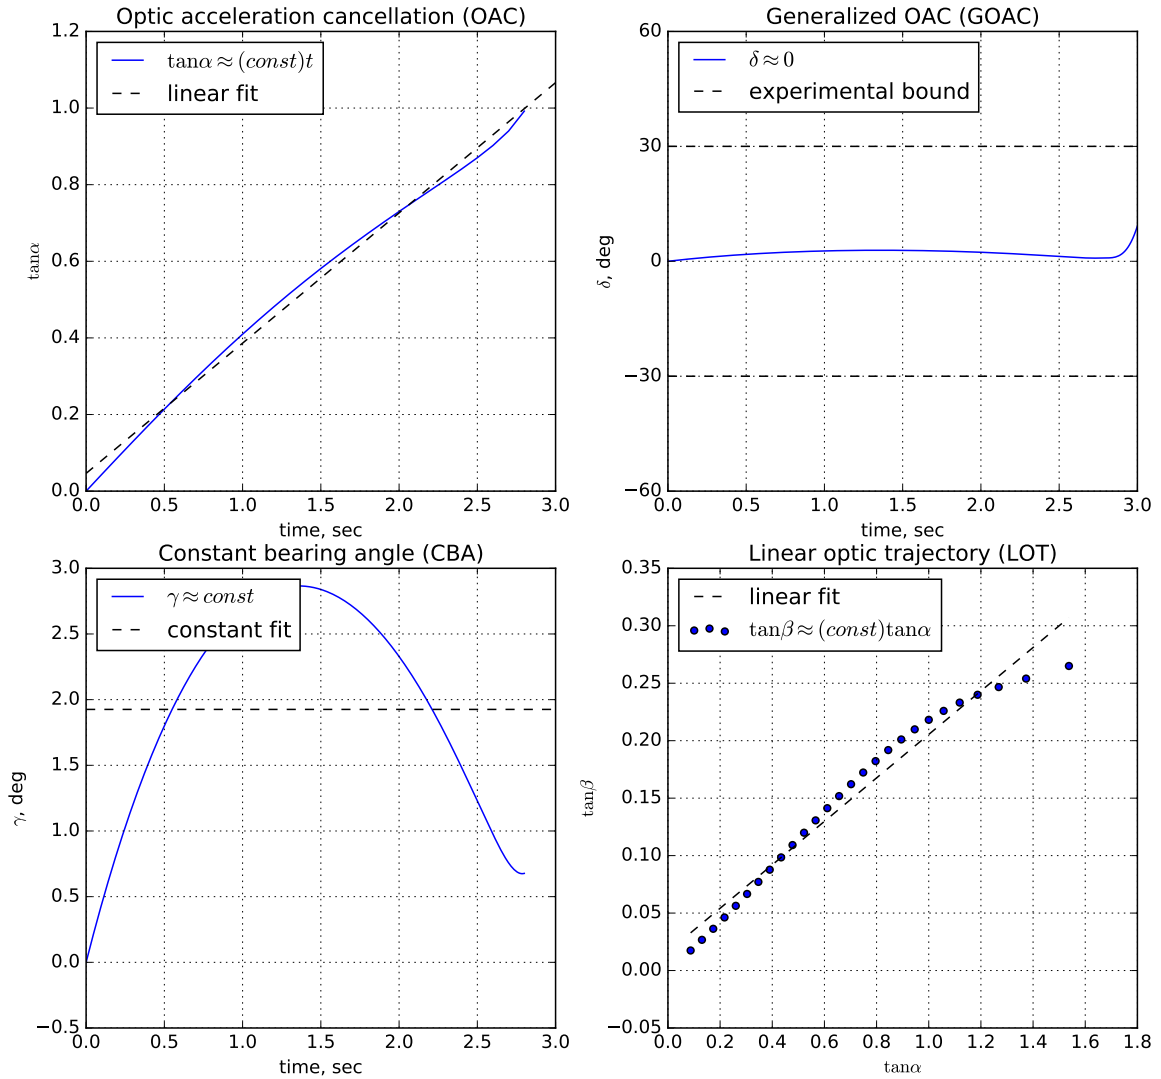 Optic acceleration cancellation (OAC)
1.2
1.0
0.8
0.6
0.4
0.2
0.0
tanα
tanα ≈ (const)t
linear fit
0.0 0.5 1.0 1.5 2.0 2.5 3.0
time, sec
Generalized OAC (GOAC)
60
30
0
−30
−60
δ, deg
δ ≈ 0
experimental bound
0.0 0.5 1.0 1.5 2.0 2.5 3.0
time, sec
Constant bearing angle (CBA)
3.0
2.5
2.0
1.5
1.0
0.5
0.0
−0.5
γ, deg
γ ≈ const
constant fit
0.0 0.5 1.0 1.5 2.0 2.5 3.0
time, sec
Linear optic trajectory (LOT)
0.35
0.30
0.25
0.20
0.15
0.10
0.05
0.00
−0.05
tanβ
linear fit
tanβ ≈ (const)tanα
0.0 0.2 0.4 0.6 0.8 1.0 1.2 1.4 1.6 1.8
tanα